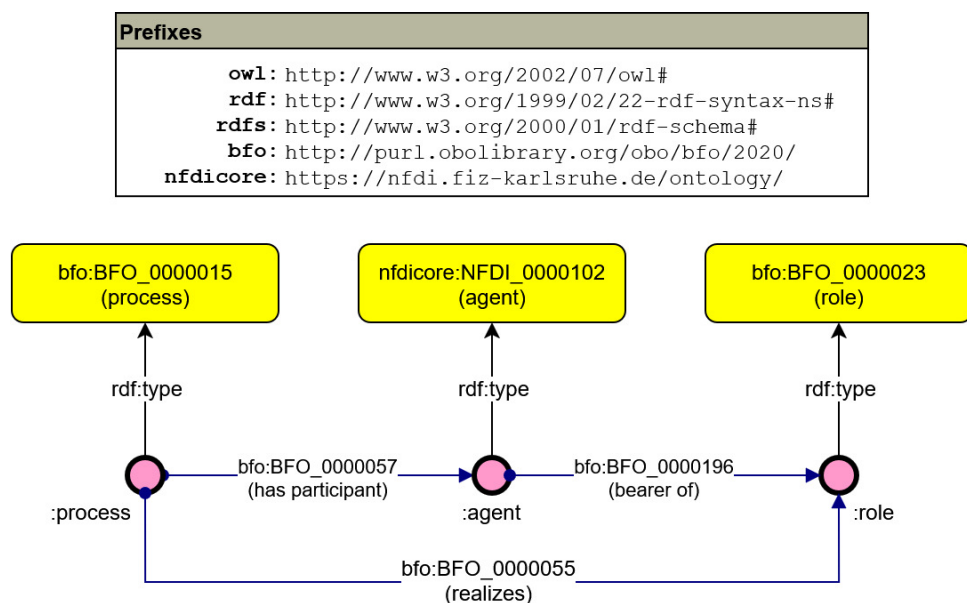 Prefixes
owl: http://www.w3.org/2002/07/owl#
rdf: http://www.w3.org/1999/02/22-rdf-syntax-ns#
rdfs: http://www.w3.org/2000/01/rdf-schema#
bfo: http://purl.obolibrary.org/obo/bfo/2020/
nfdicore: https://nfdi.fiz-karlsruhe.de/ontology/
bfo:BFO_0000015
(process)
nfdicore:NFDI_0000102
(agent)
bfo:BFO_0000023
(role)
rdf:type
rdf:type
rdf:type
bfo:BFO_0000057
(has participant)
bfo:BFO_0000196
(bearer of)
:process
:agent
:role
bfo:BFO_0000055
(realizes)